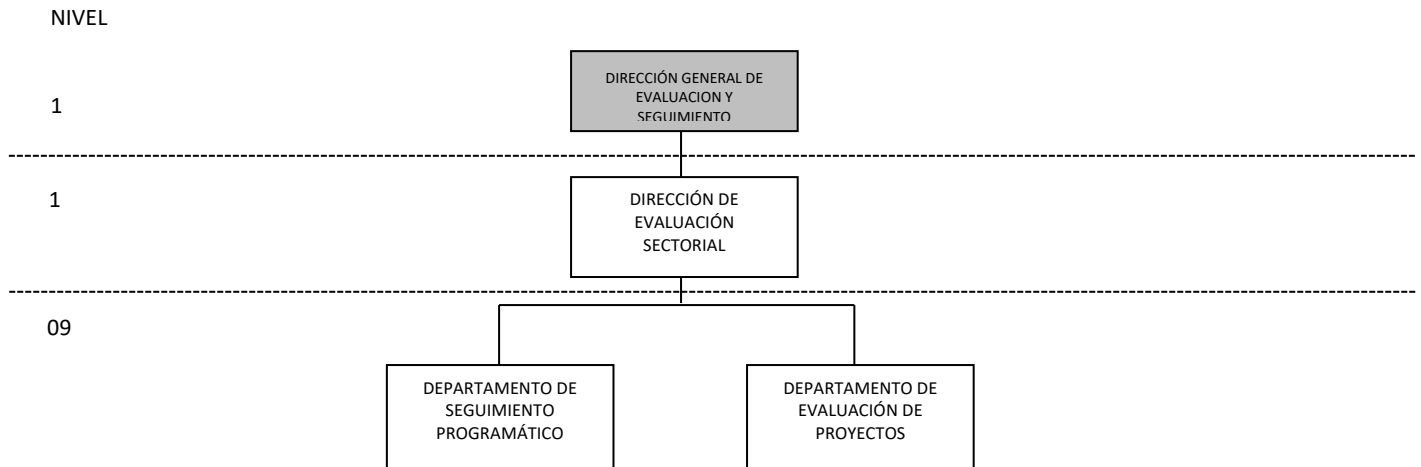 NIVEL
DIRECCIÓN GENERAL DE
EVALUACION Y
SEGUIMIENTO
1
1
DIRECCIÓN DE
EVALUACIÓN
SECTORIAL
09
DEPARTAMENTO DE
SEGUIMIENTO
PROGRAMÁTICO
DEPARTAMENTO DE
EVALUACIÓN DE
PROYECTOS